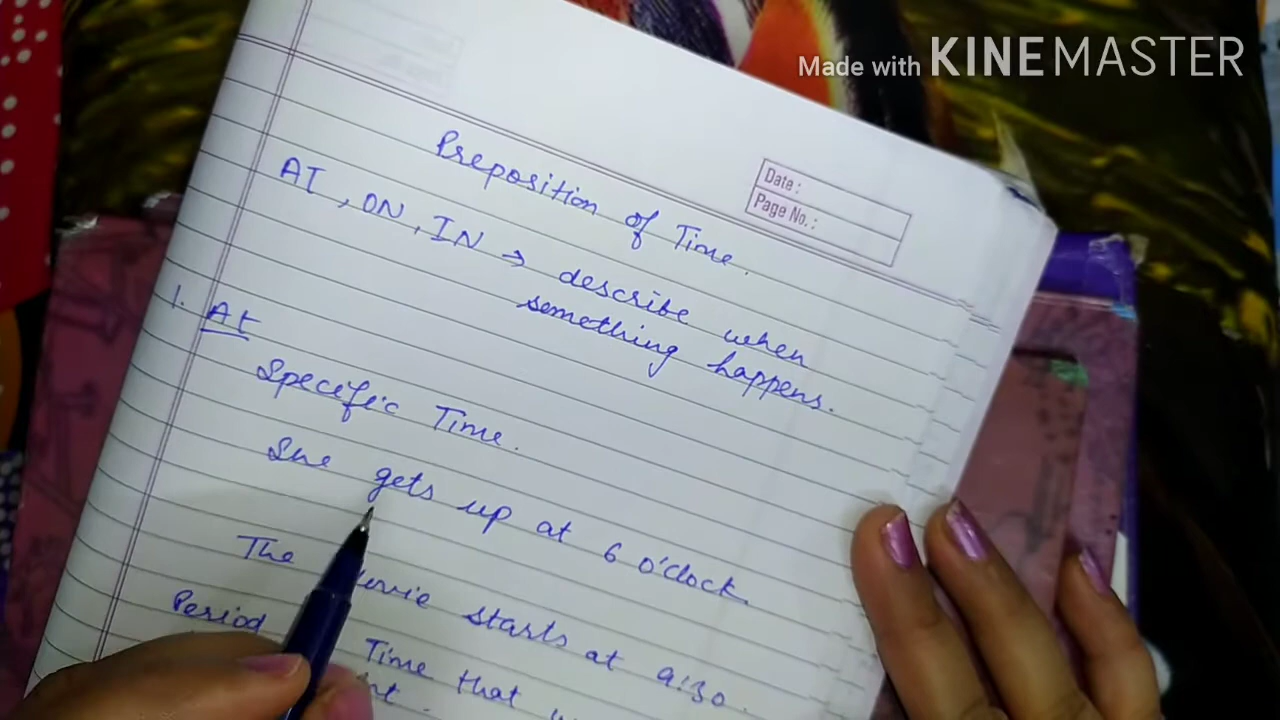 Made with KINEMASTER
Date :
Page No. :
Preposition of Time.
AT, ON, IN → describe when
something happens.
1. At
Specific Time.
She gets up at 6 o'clock.
The starts at 9:30.
Period Time that